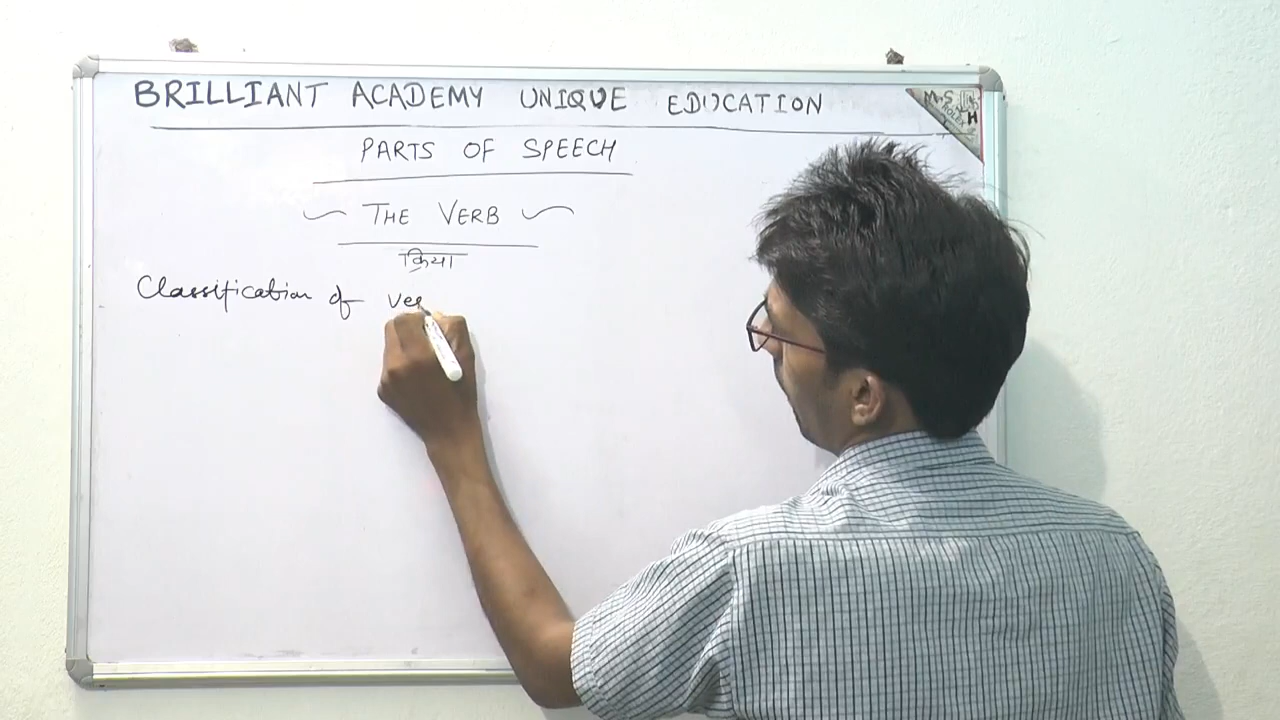 BRILLIANT ACADEMY UNIQUE EDUCATION
M.S
H
PARTS OF SPEECH
THE VERB
क्रिया
Classification of ver